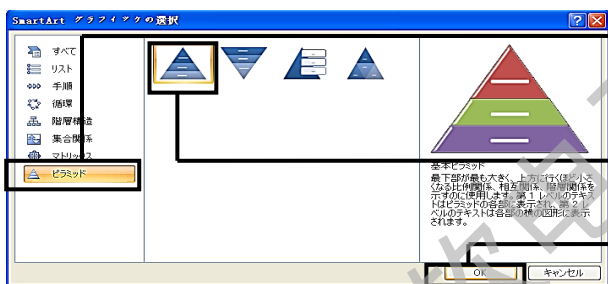 SmartArt グラフィックの選択
すべて
リスト
手順
循環
階層構造
集合関係
マトリックス
ピラミッド
基本ピラミッド
最下部が最も大きく、上方に行くほど小さ
くなる比例関係、相互関係、階層関係を
示すのに使用します。第 1 レベルのテキス
トはピラミッドの各部に表示され、第 2 レ
ベルのテキストは各部の横の図形に表示
されます。
OK
キャンセル